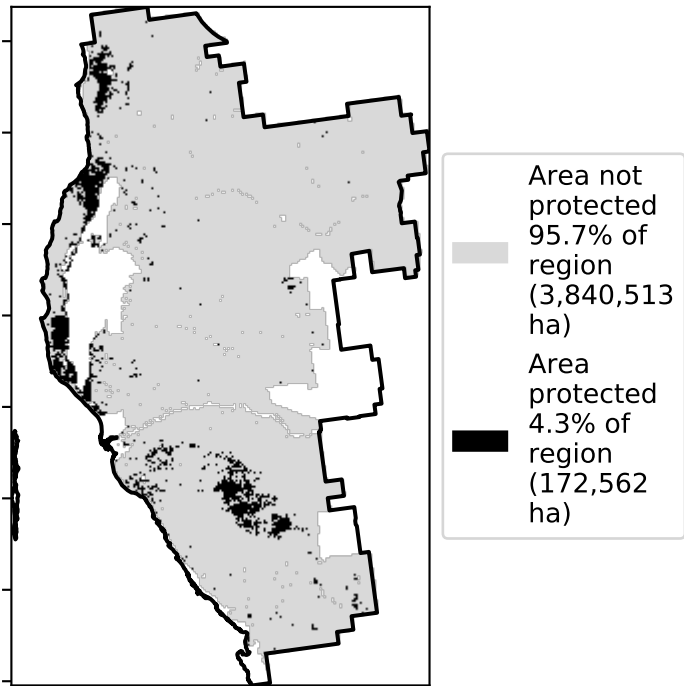 Area not
protected
95.7% of
region
(3,840,513
ha)
Area
protected
4.3% of
region
(172,562
ha)